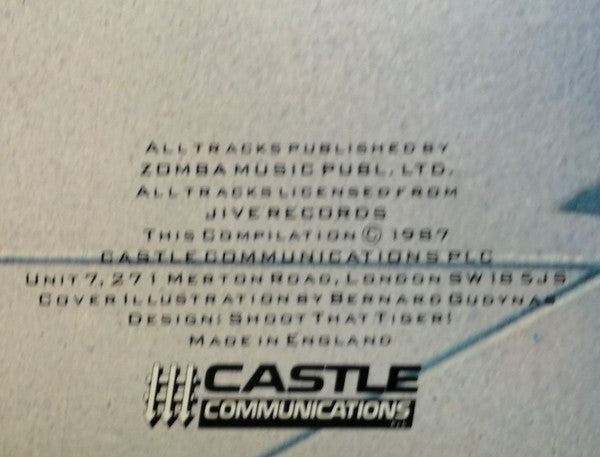 ALL TRACKS PUBLISHED BY
ZOMBA MUSIC PUBL, LTD.
ALL TRACKS LICENSED FROM
JIVE RECORDS
THIS COMPILATION © 1987
CASTLE COMMUNICATIONS PLC
UNIT 7, 271 MERTON ROAD, LONDON SW18 5JS
COVER ILLUSTRATION BY BERNARD GUDYNAS
DESIGN: SHOOT THAT TIGER!
MADE IN ENGLAND
CASTLE
COMMUNICATIONS
PLC